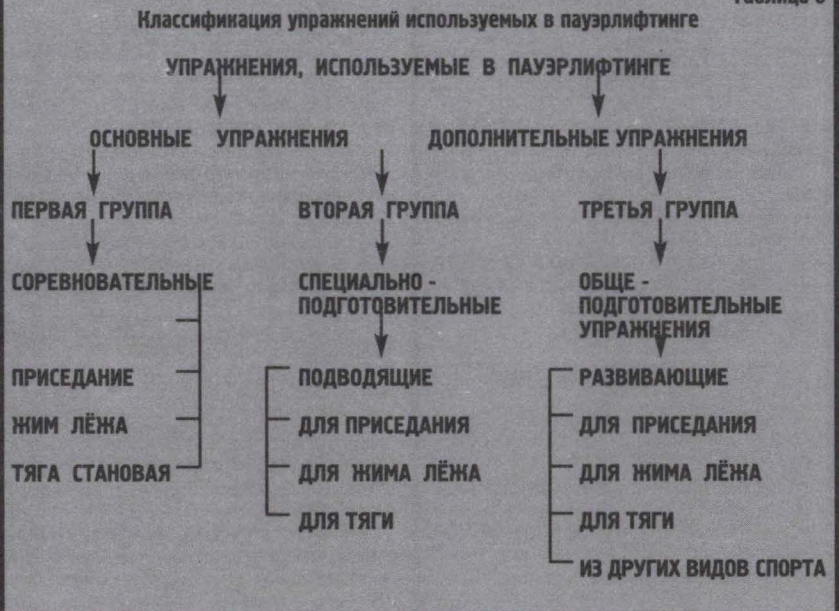 Классификация упражнений используемых в пауэрлифтинге
УПРАЖНЕНИЯ, ИСПОЛЬЗУЕМЫЕ В ПАУЭРЛИФТИНГЕ
ОСНОВНЫЕ УПРАЖНЕНИЯ
ДОПОЛНИТЕЛЬНЫЕ УПРАЖНЕНИЯ
ПЕРВАЯ ГРУППА
ВТОРАЯ ГРУППА
ТРЕТЬЯ ГРУППА
СОРЕВНОВАТЕЛЬНЫЕ
СПЕЦИАЛЬНО -
ПОДГОТОВИТЕЛЬНЫЕ
ОБЩЕ -
ПОДГОТОВИТЕЛЬНЫЕ
УПРАЖНЕНИЯ
ПРИСЕДАНИЕ
ЖИМ ЛЁЖА
ТЯГА СТАНОВАЯ
ПОДВОДЯЩИЕ
ДЛЯ ПРИСЕДАНИЯ
ДЛЯ ЖИМА ЛЁЖА
ДЛЯ ТЯГИ
РАЗВИВАЮЩИЕ
ДЛЯ ПРИСЕДАНИЯ
ДЛЯ ЖИМА ЛЁЖА
ДЛЯ ТЯГИ
ИЗ ДРУГИХ ВИДОВ СПОРТА